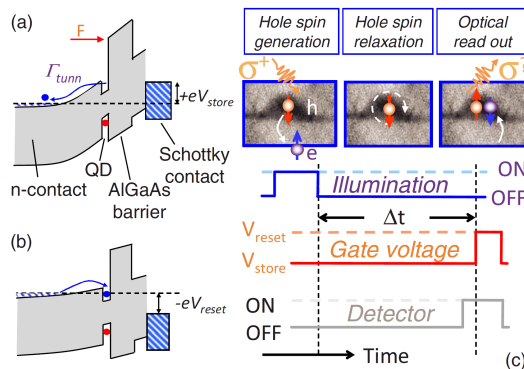 (a)
F
Γtunn
+eVstore
QD
Schottky
contact
n-contact
AlGaAs
barrier
(b)
-eVreset
Hole spin
generation
Hole spin
relaxation
Optical
read out
σ+
σ?
h
e
Illumination
ON
OFF
Δt
Vreset
Gate voltage
Vstore
ON
Detector
OFF
Time
(c)